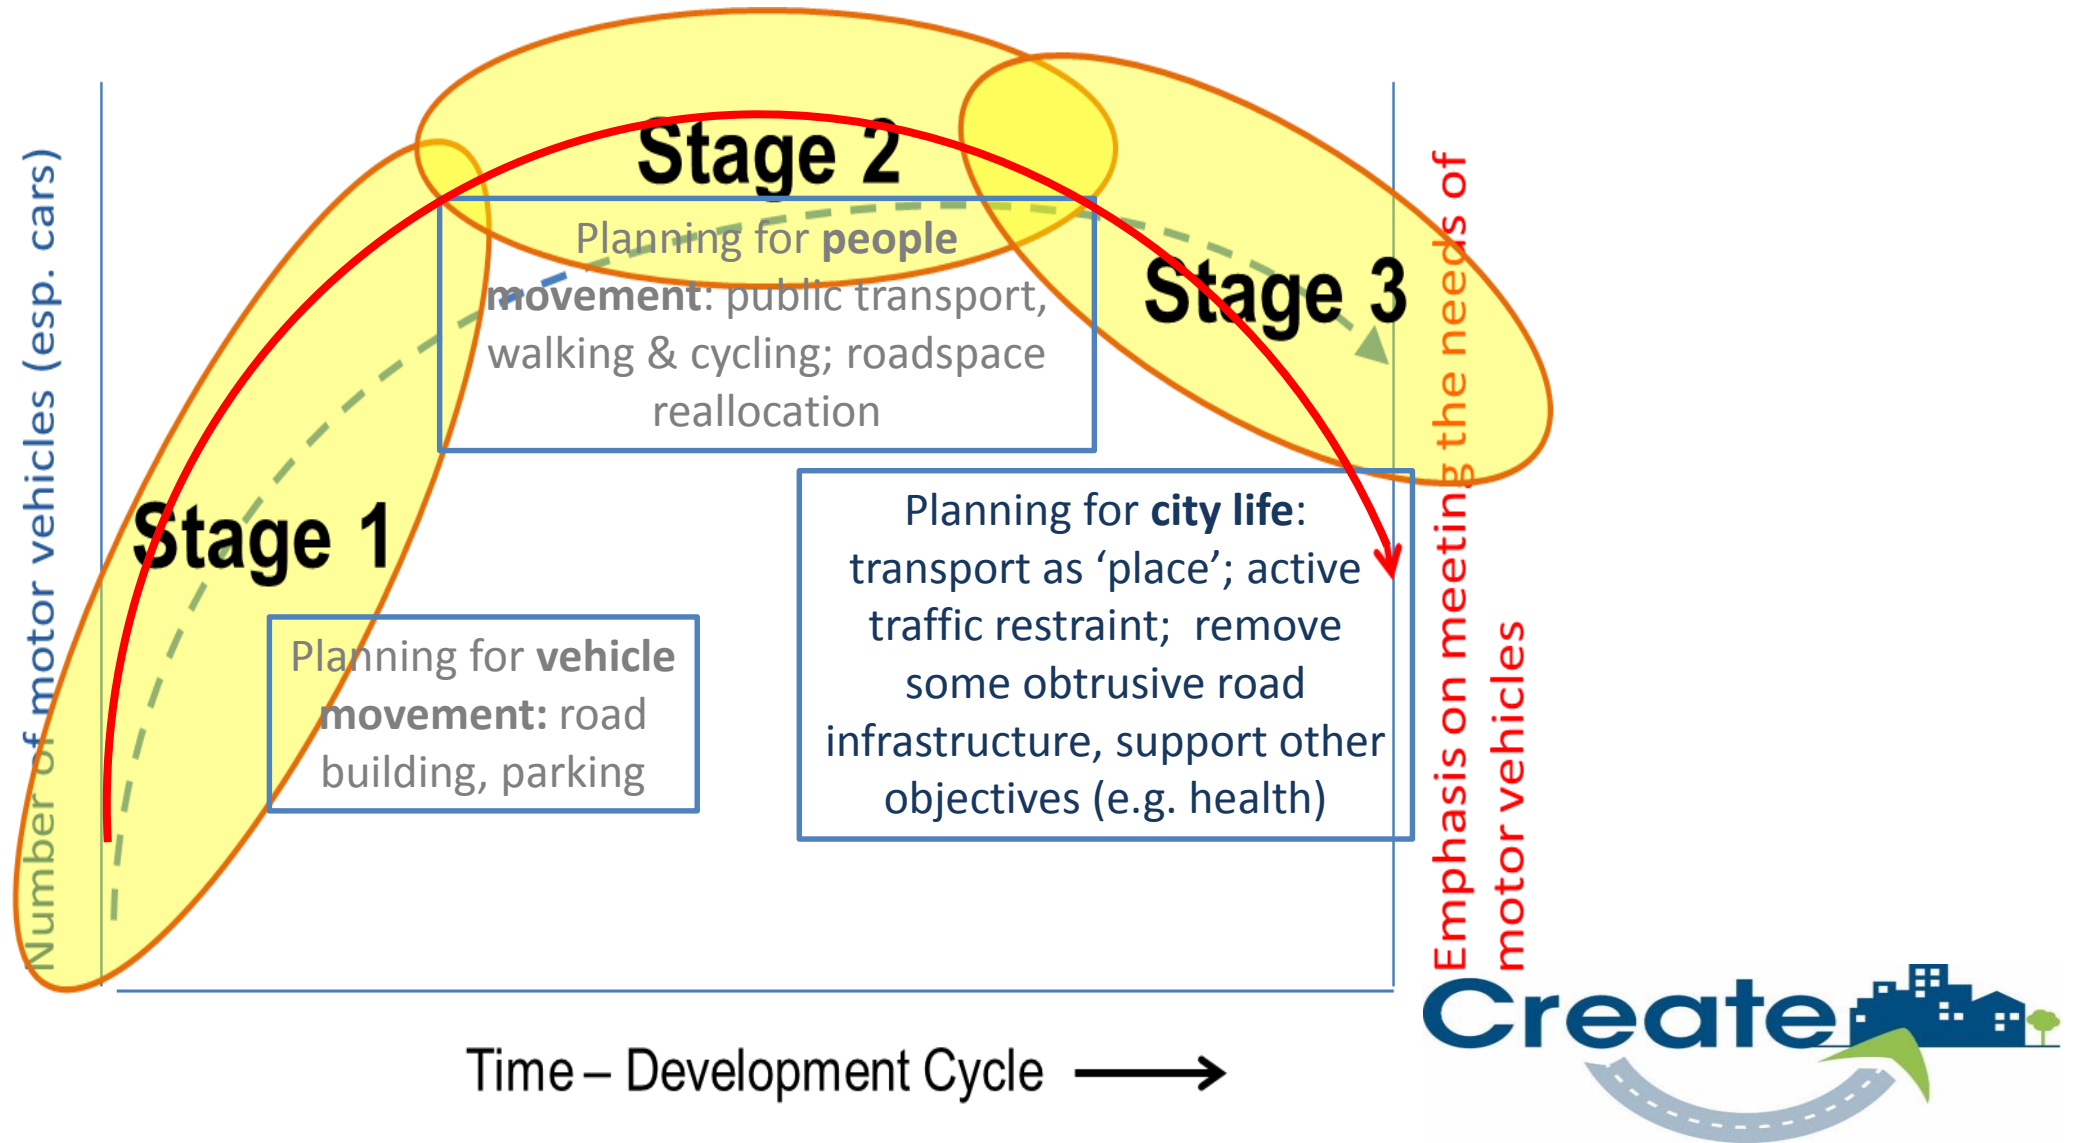 Number of motor vehicles (esp. cars)
Stage 1
Planning for vehicle
movement: road
building, parking
Stage 2
Planning for people
movement: public transport,
walking & cycling; roadspace
reallocation
Stage 3
Planning for city life:
transport as ‘place’; active
traffic restraint; remove
some obtrusive road
infrastructure, support other
objectives (e.g. health)
Emphasis on meeting the needs of
motor vehicles
Time – Development Cycle
Create